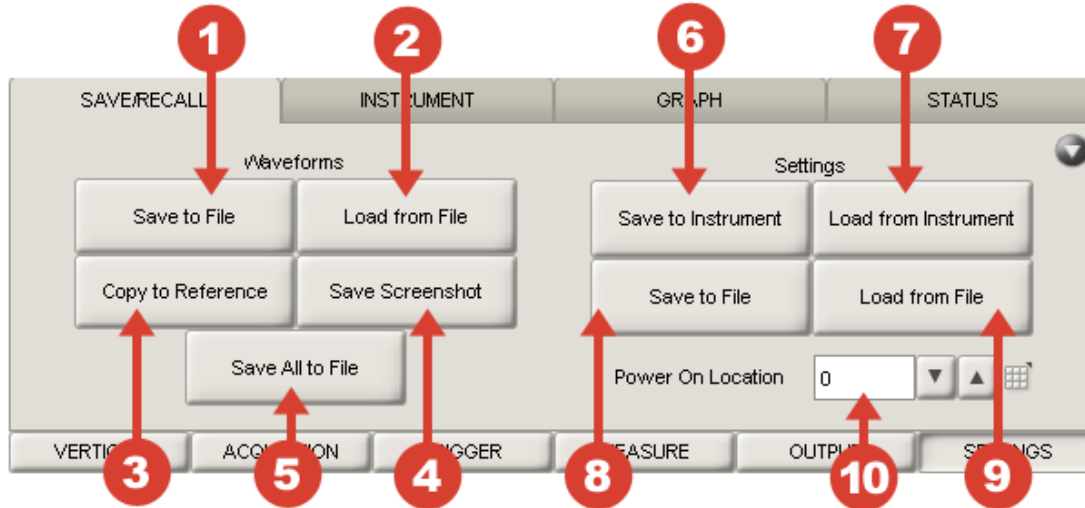 1 2 6 7
SAVE/RECALL INSTRUMENT GRAPH STATUS
Waveforms Settings
Save to File Load from File Save to Instrument Load from Instrument
Copy to Reference Save Screenshot Save to File Load from File
Save All to File Power On Location 0
MEASURE SETTINGS
3 5 4 8 10 9